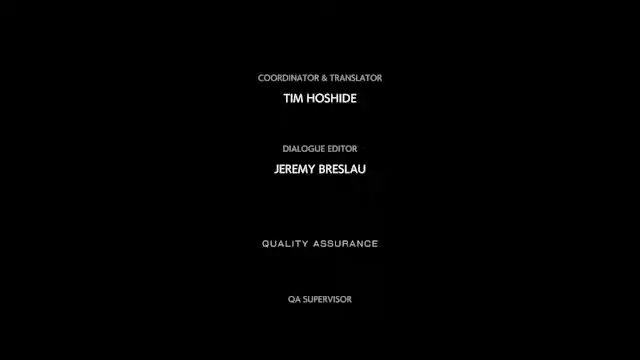 COORDINATOR & TRANSLATOR
TIM HOSHIDE
DIALOGUE EDITOR
JEREMY BRESLAU
QUALITY ASSURANCE
QA SUPERVISOR